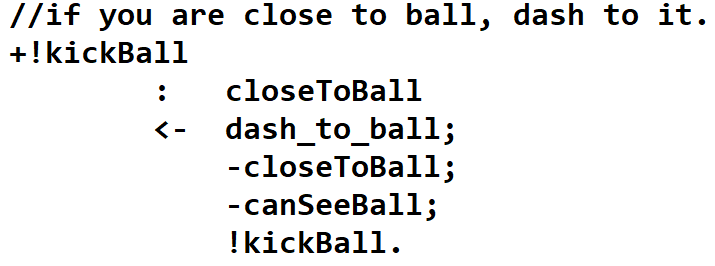 //if you are close to ball, dash to it.
+!kickBall
: closeToBall
<- dash_to_ball;
-closeToBall;
-canSeeBall;
!kickBall.